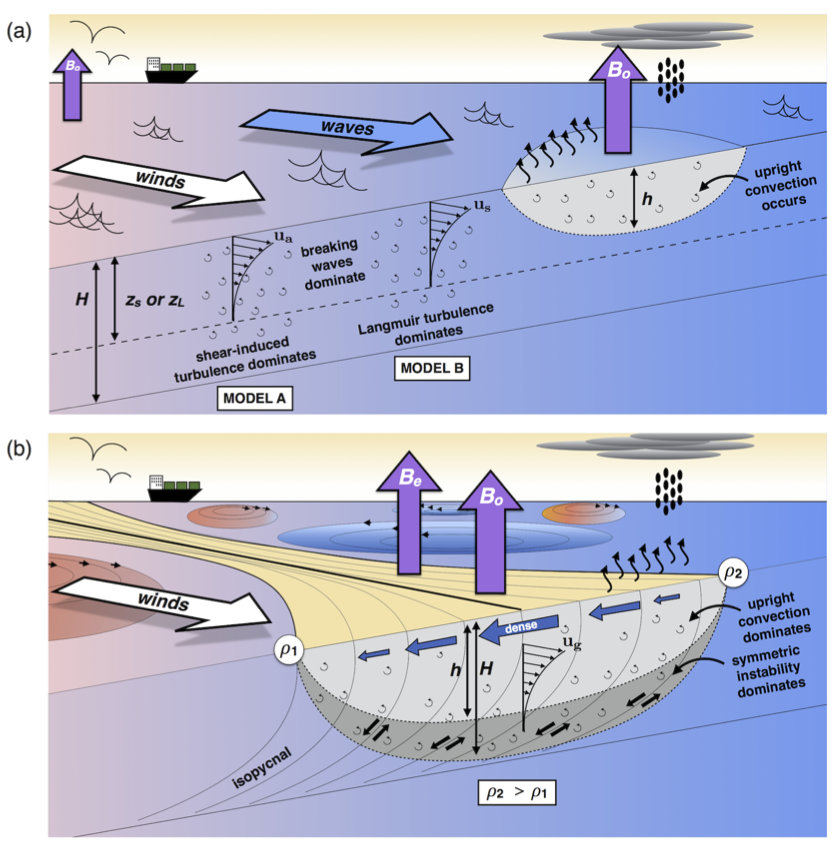 (a)
Bo
waves
winds
Bo
h
upright
convection
occurs
ua
us
breaking
waves
dominate
H
zs or zL
Langmuir turbulence
dominates
shear-induced
turbulence dominates
MODEL A
MODEL B
(b)
Be
Bo
winds
ρ2
ρ1
dense
ug
h
H
upright
convection
dominates
symmetric
instability
dominates
isopycnal
ρ2 > ρ1